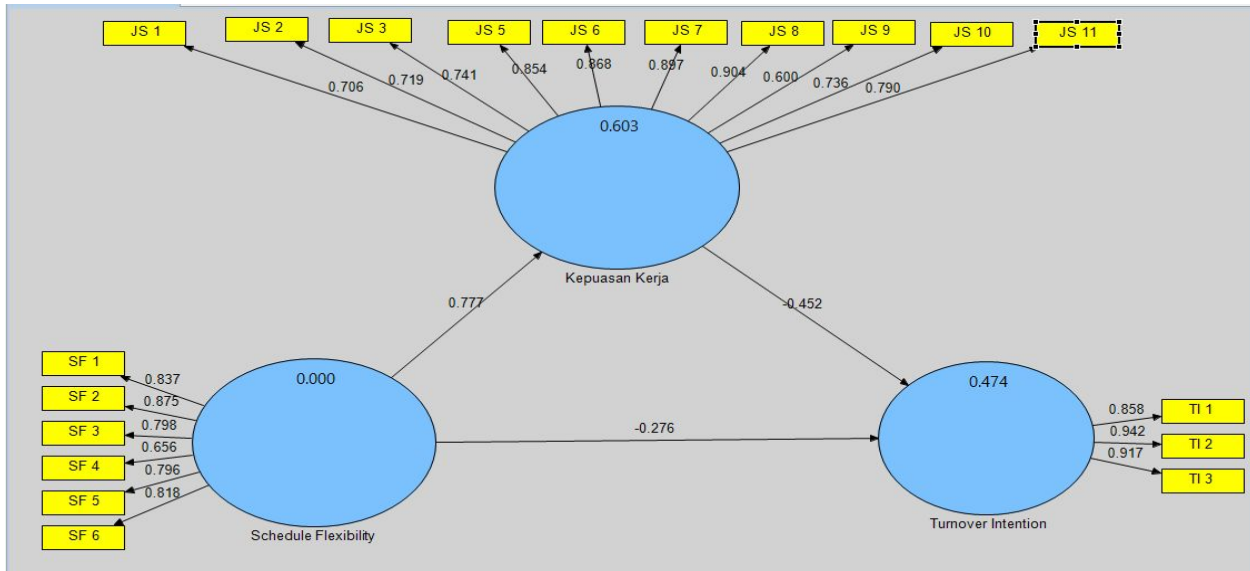 JS 1
JS 2
JS 3
JS 5
JS 6
JS 7
JS 8
JS 9
JS 10
JS 11
0.706
0.719
0.741
0.854
0.868
0.897
0.904
0.600
0.736
0.790
0.603
Kepuasan Kerja
0.777
-0.452
SF 1
SF 2
SF 3
SF 4
SF 5
SF 6
0.837
0.875
0.798
0.656
0.796
0.818
0.000
Schedule Flexibility
-0.276
0.474
Turnover Intention
0.858
0.942
0.917
TI 1
TI 2
TI 3